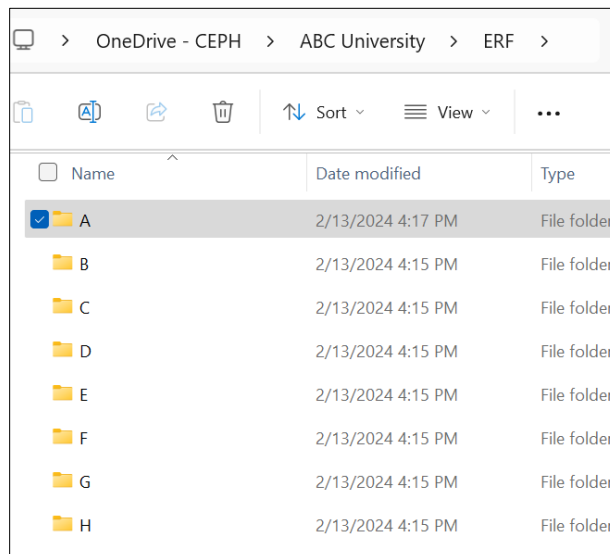 > OneDrive - CEPH > ABC University > ERF >
Sort View ...
Name Date modified Type
A 2/13/2024 4:17 PM File folder
B 2/13/2024 4:15 PM File folder
C 2/13/2024 4:15 PM File folder
D 2/13/2024 4:15 PM File folder
E 2/13/2024 4:15 PM File folder
F 2/13/2024 4:15 PM File folder
G 2/13/2024 4:15 PM File folder
H 2/13/2024 4:15 PM File folder